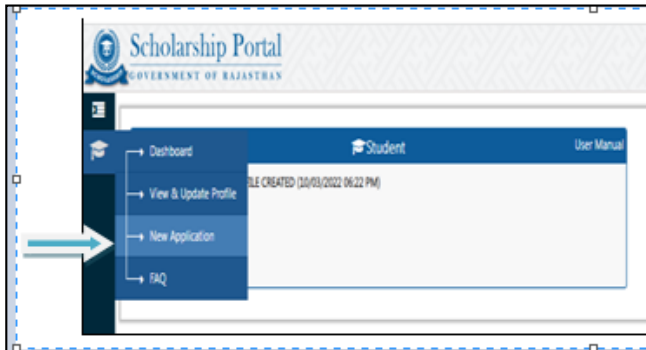 Scholarship Portal
GOVERNMENT OF RAJASTHAN
Dashboard
Student
User Manual
View & Update Profile
ILE CREATED (10/03/2022 06:22 PM)
New Application
FAQ